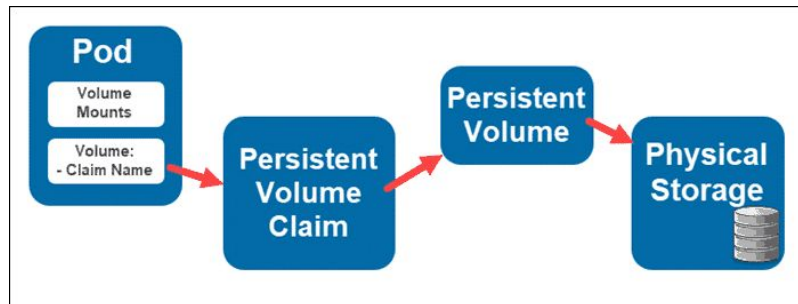 Pod
Volume
Mounts
Volume:
- Claim Name
Persistent
Volume
Claim
Persistent
Volume
Physical
Storage